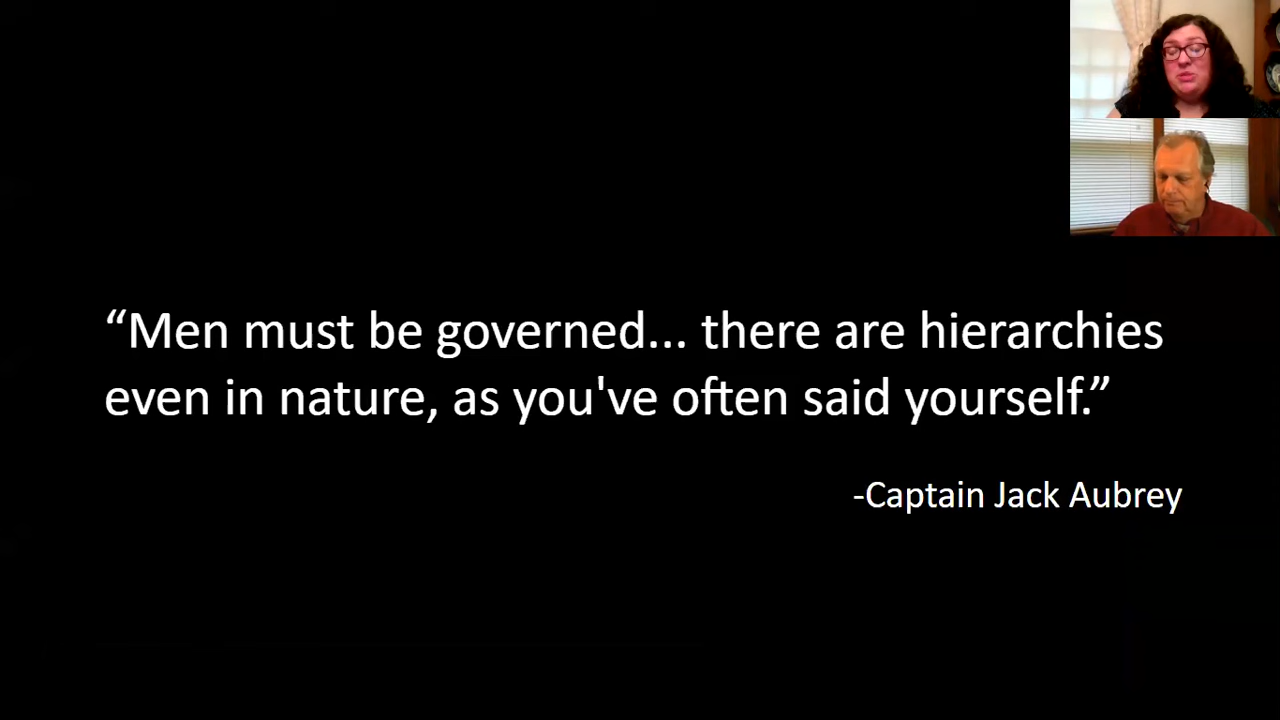 “Men must be governed... there are hierarchies
even in nature, as you've often said yourself.”
-Captain Jack Aubrey